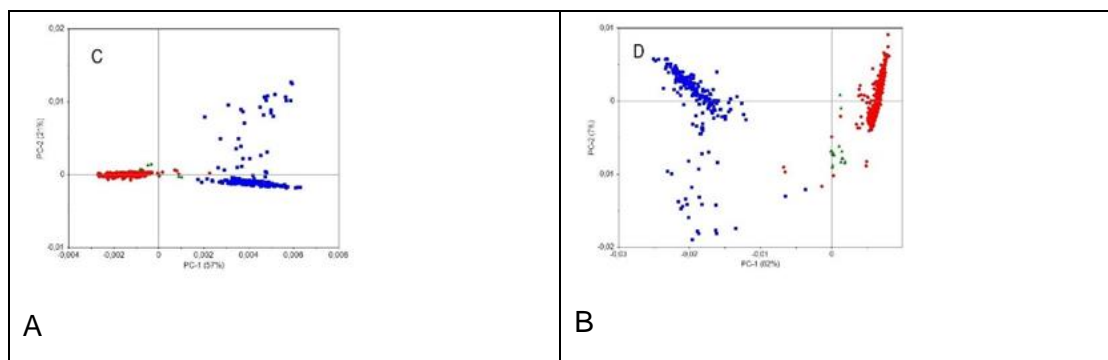 C
0,02
0,01
0
-0,01
PC-2 (21%)
-0,004 -0,002 0 0,002 0,004 0,006 0,008
PC-1 (57%)
A
D
0,01
0
0,01
-0,02
PC-2 (7%)
-0,03 -0,02 -0,01 0
PC-1 (82%)
B